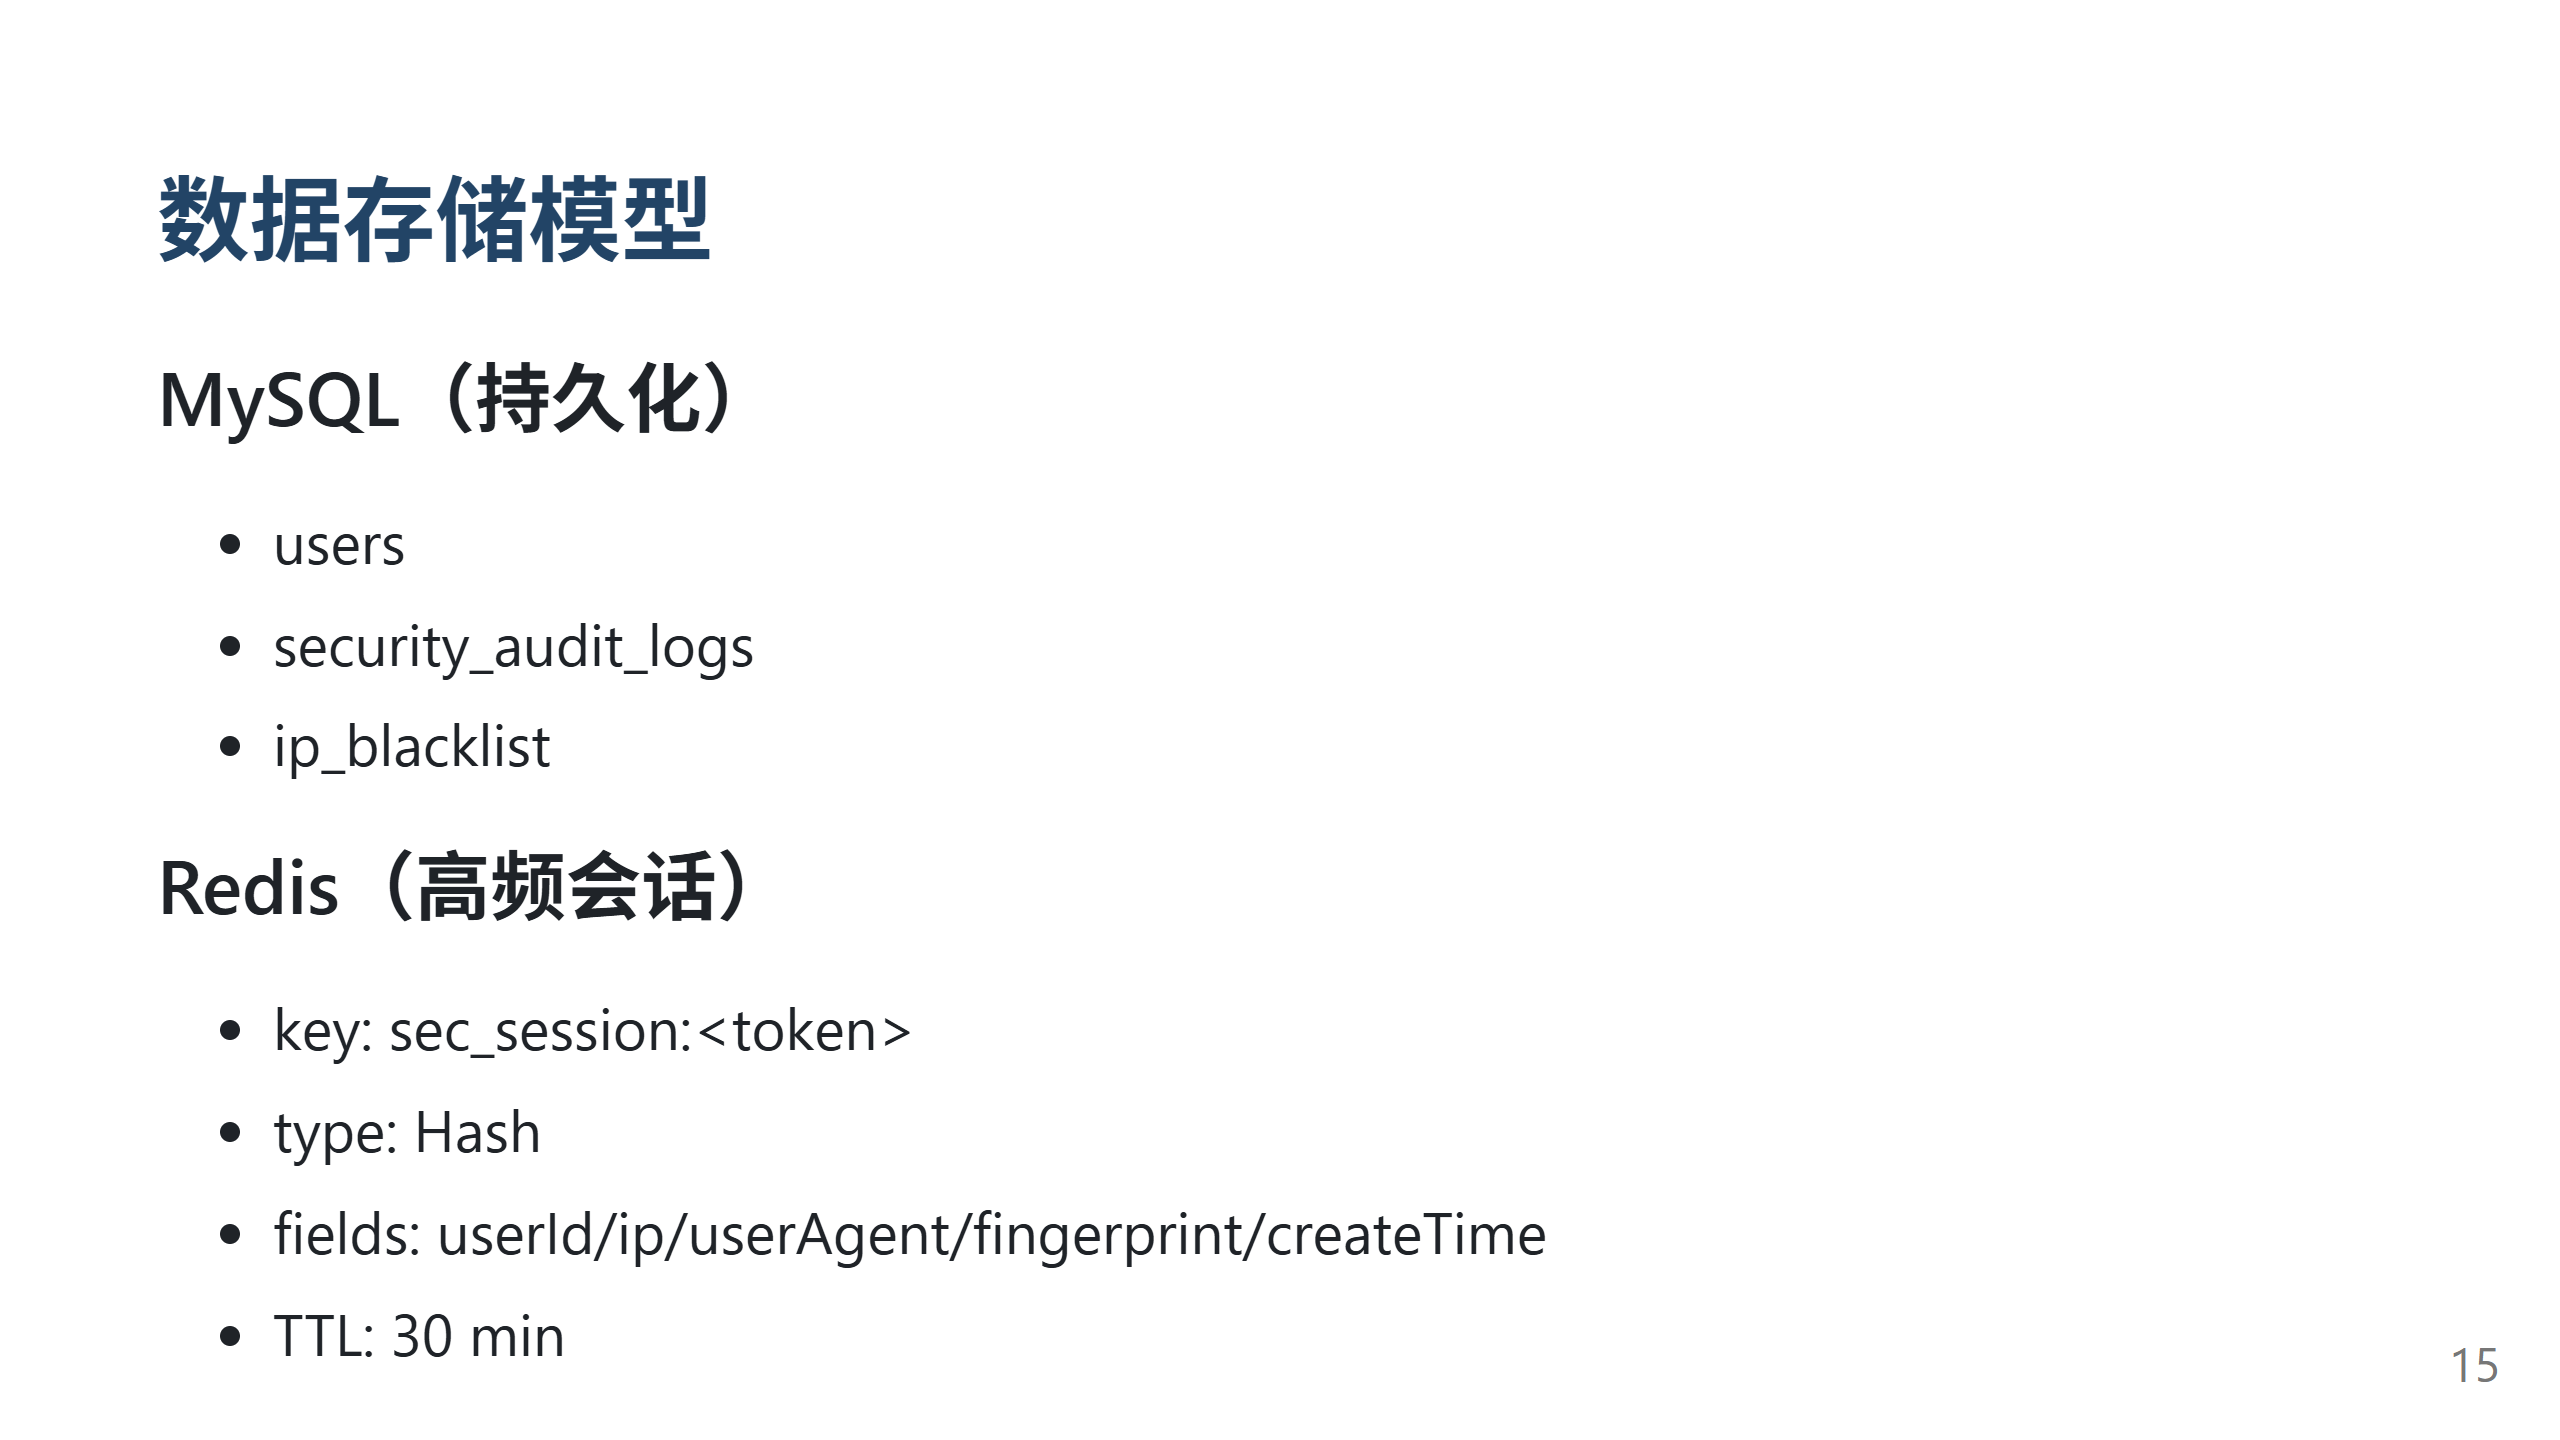 数据存储模型
MySQL（持久化）
• users
• security_audit_logs
• ip_blacklist
Redis（高频会话）
• key: sec_session:<token>
• type: Hash
• fields: userId/ip/userAgent/fingerprint/createTime
• TTL: 30 min
15